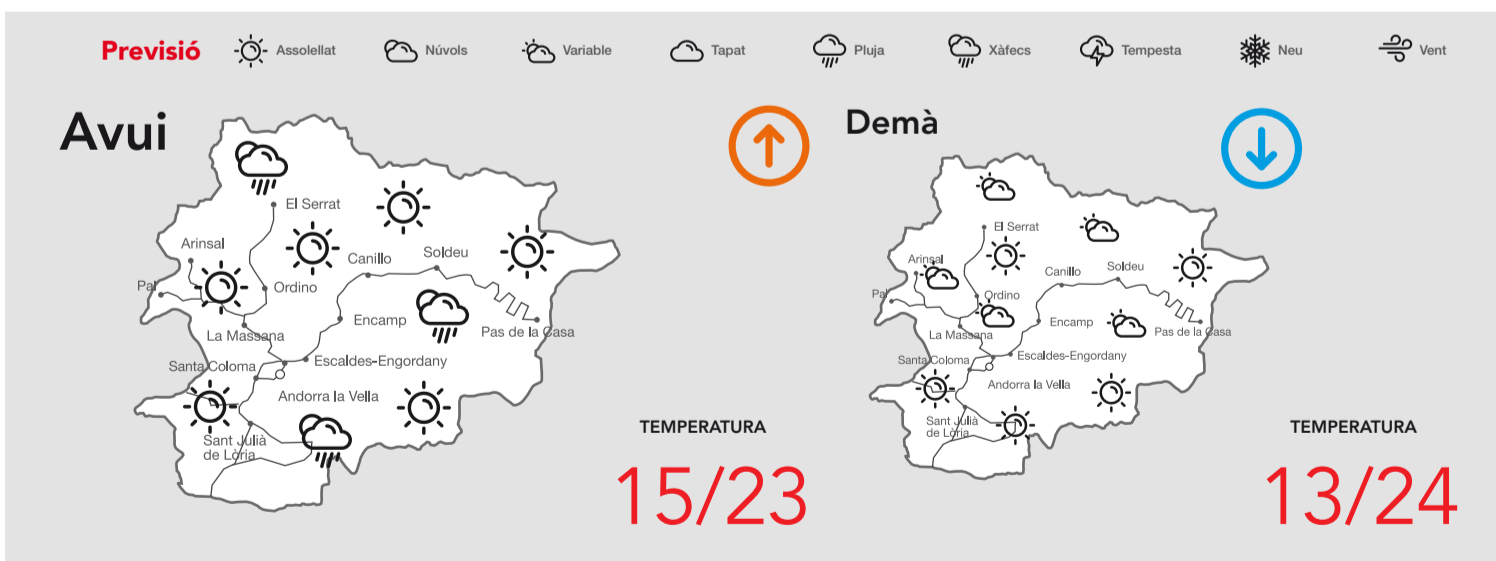 Previsió Assolellat Núvols Variable Tapat Pluja Xàfecs Tempesta Neu Vent
Avui
El Serrat
Arinsal
Soldeu
Canillo
Pal
Ordino
Encamp
La Massana
Pas de la Casa
Escaldes-Engordany
Santa Coloma
Andorra la Vella
Sant Julià
de Lòria
TEMPERATURA
15/23
Demà
El Serrat
Arinsal
Soldeu
Canillo
Pal
Ordino
Encamp
La Massana
Pas de la Casa
Escaldes-Engordany
Santa Coloma
Andorra la Vella
Sant Julià
de Lòria
TEMPERATURA
13/24